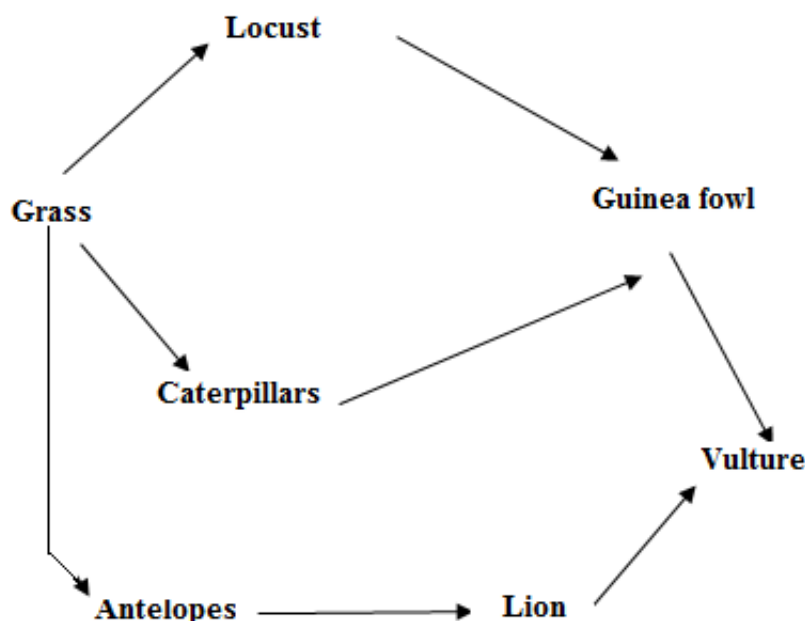 Locust
Guinea fowl
Grass
Caterpillars
Vulture
Antelopes
Lion